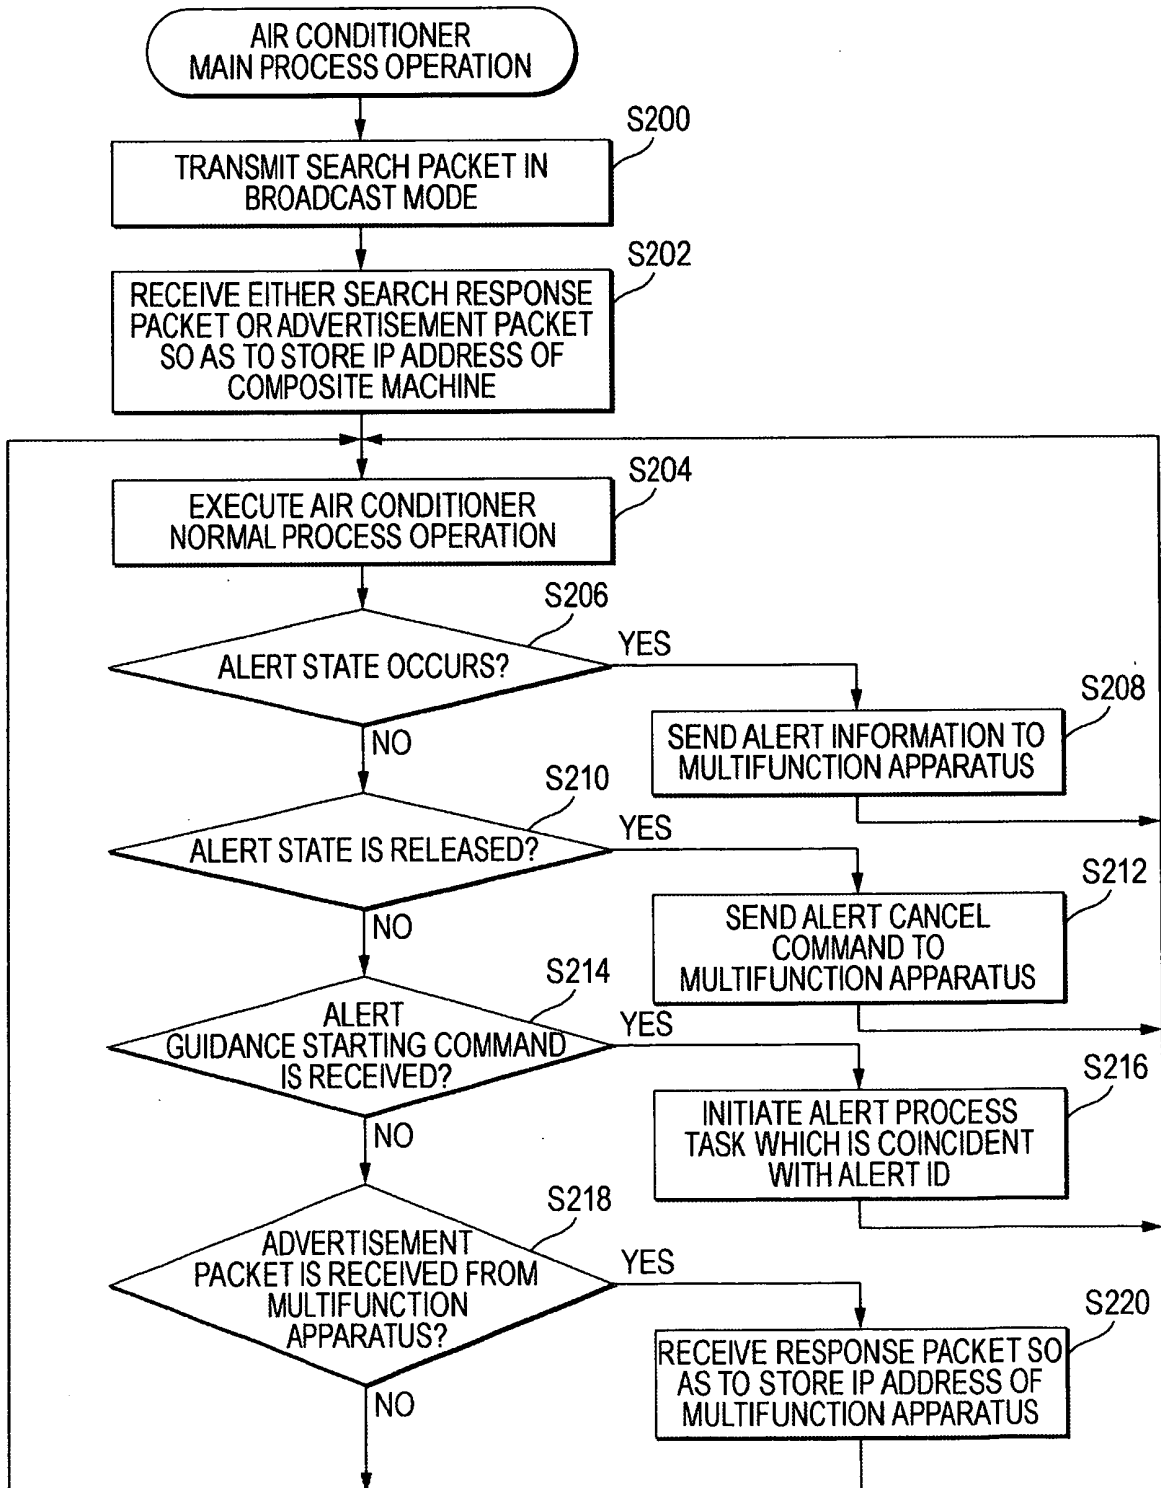 AIR CONDITIONER
MAIN PROCESS OPERATION
S200
TRANSMIT SEARCH PACKET IN
BROADCAST MODE
S202
RECEIVE EITHER SEARCH RESPONSE
PACKET OR ADVERTISEMENT PACKET
SO AS TO STORE IP ADDRESS OF
COMPOSITE MACHINE
S204
EXECUTE AIR CONDITIONER
NORMAL PROCESS OPERATION
S206
ALERT STATE OCCURS?
YES
NO
S208
SEND ALERT INFORMATION TO
MULTIFUNCTION APPARATUS
S210
ALERT STATE IS RELEASED?
YES
NO
S212
SEND ALERT CANCEL
COMMAND TO
MULTIFUNCTION APPARATUS
S214
ALERT
GUIDANCE STARTING COMMAND
IS RECEIVED?
YES
NO
S216
INITIATE ALERT PROCESS
TASK WHICH IS COINCIDENT
WITH ALERT ID
S218
ADVERTISEMENT
PACKET IS RECEIVED FROM
MULTIFUNCTION
APPARATUS?
YES
NO
S220
RECEIVE RESPONSE PACKET SO
AS TO STORE IP ADDRESS OF
MULTIFUNCTION APPARATUS